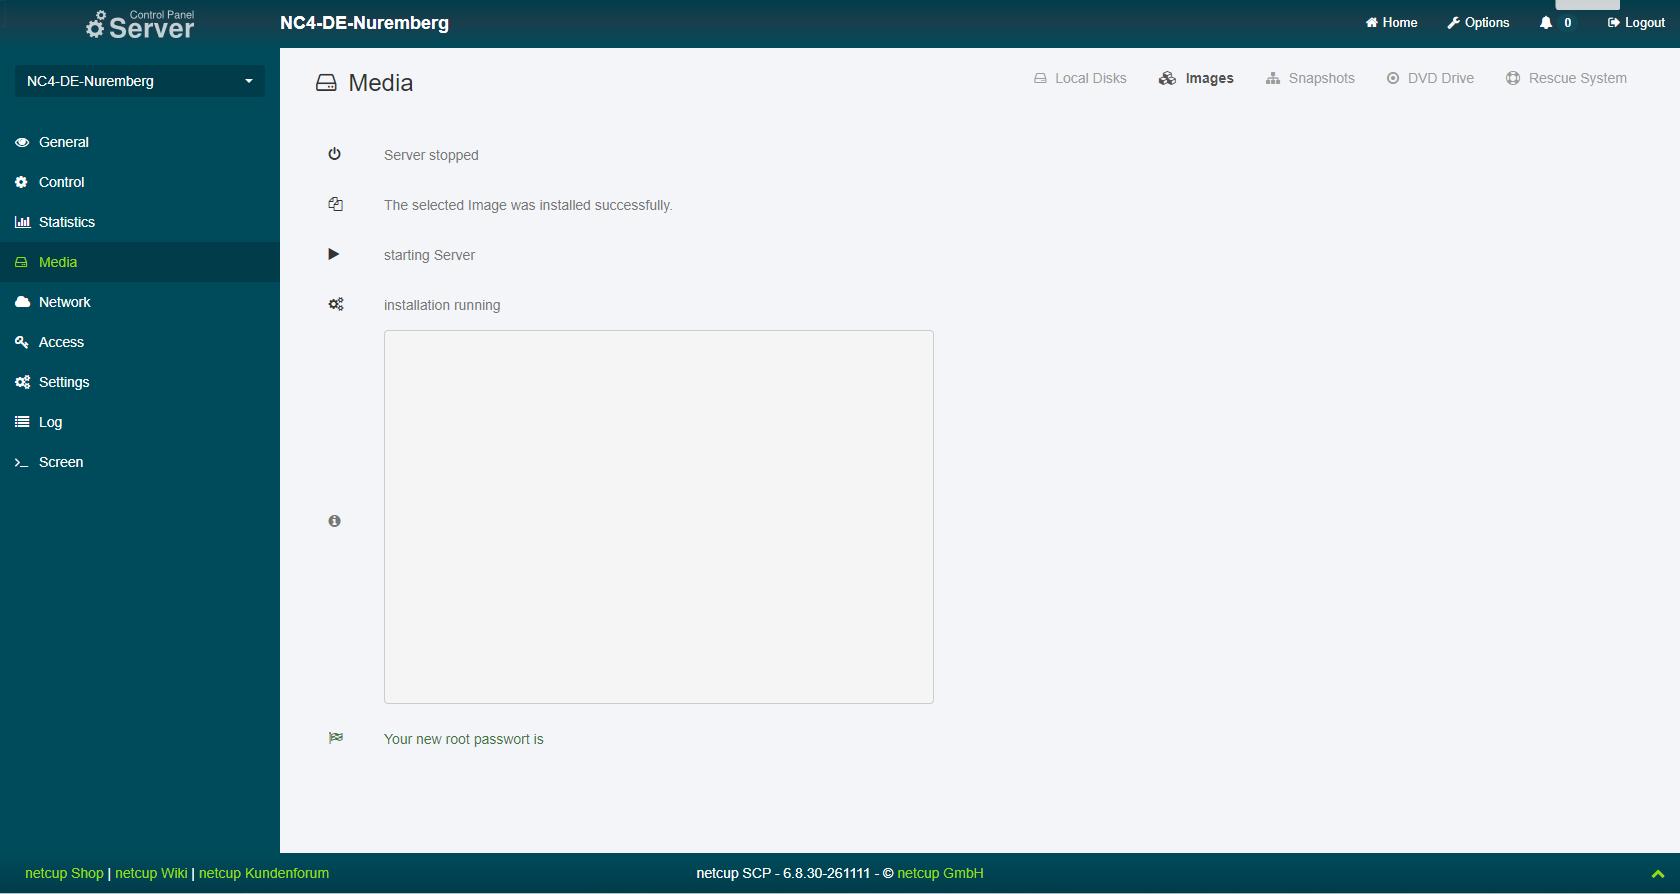 Control Panel
Server
NC4-DE-Nuremberg
Home
Options
0
Logout
NC4-DE-Nuremberg
General
Control
Statistics
Media
Network
Access
Settings
Log
Screen
Media
Local Disks
Images
Snapshots
DVD Drive
Rescue System
Server stopped
The selected Image was installed successfully.
starting Server
installation running
Your new root passwort is
netcup Shop | netcup Wiki | netcup Kundenforum
netcup SCP - 6.8.30-261111 - © netcup GmbH